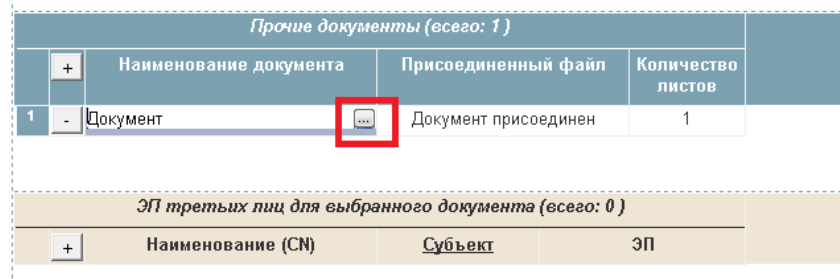 Прочие документы (всего: 1 )
+ Наименование документа Присоединенный файл Количество листов
1 - Документ ... Документ присоединен 1
ЭП третьих лиц для выбранного документа (всего: 0 )
+ Наименование (CN) Субъект ЭП